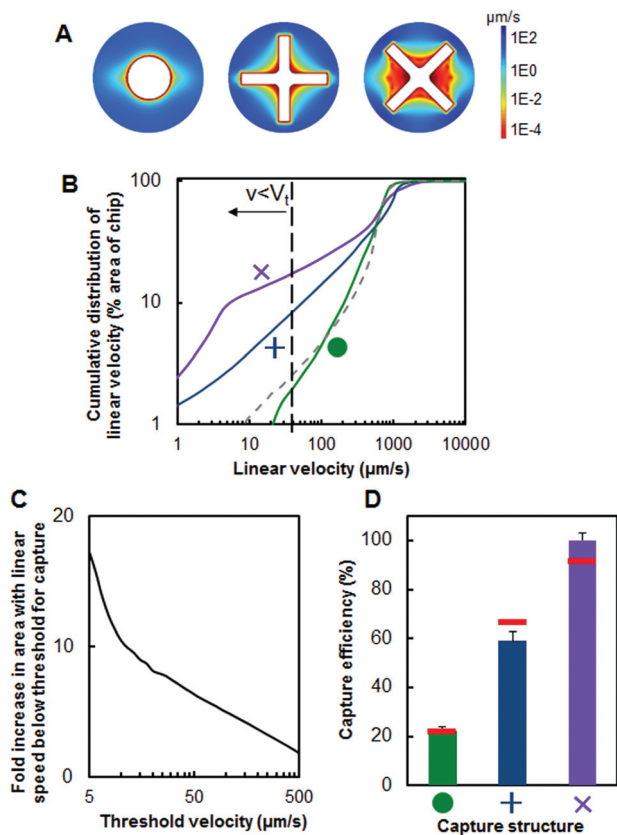 A
µm/s
1E2
1E0
1E-2
1E-4
B
Cumulative distribution of
linear velocity (% area of chip)
100
10
1
v<Vt
1
10
100
1000
10000
Linear velocity (µm/s)
C
Fold increase in area with linear
speed below threshold for capture
20
10
0
5
50
500
Threshold velocity (µm/s)
D
Capture efficiency (%)
100
80
60
40
20
0
Capture structure